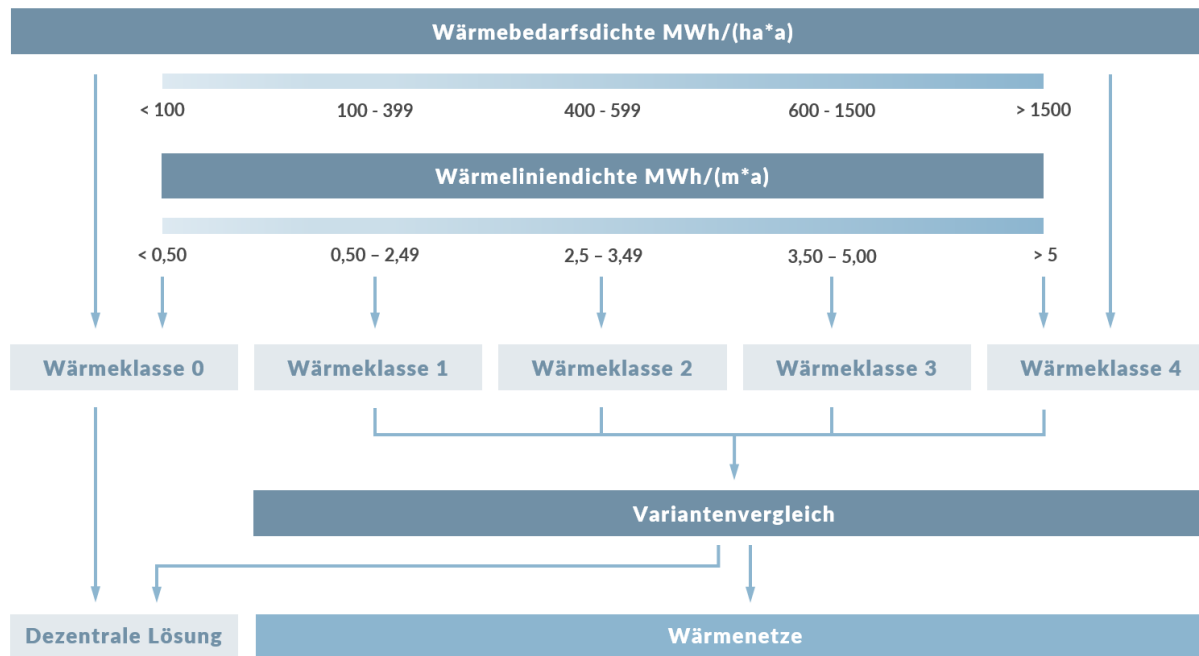 Wärmebedarfsdichte MWh/(ha*a)
< 100 100 - 399 400 - 599 600 - 1500 > 1500
Wärmeliniendichte MWh/(m*a)
< 0,50 0,50 – 2,49 2,5 – 3,49 3,50 – 5,00 > 5
Wärmeklasse 0 Wärmeklasse 1 Wärmeklasse 2 Wärmeklasse 3 Wärmeklasse 4
Variantenvergleich
Dezentrale Lösung Wärmenetze